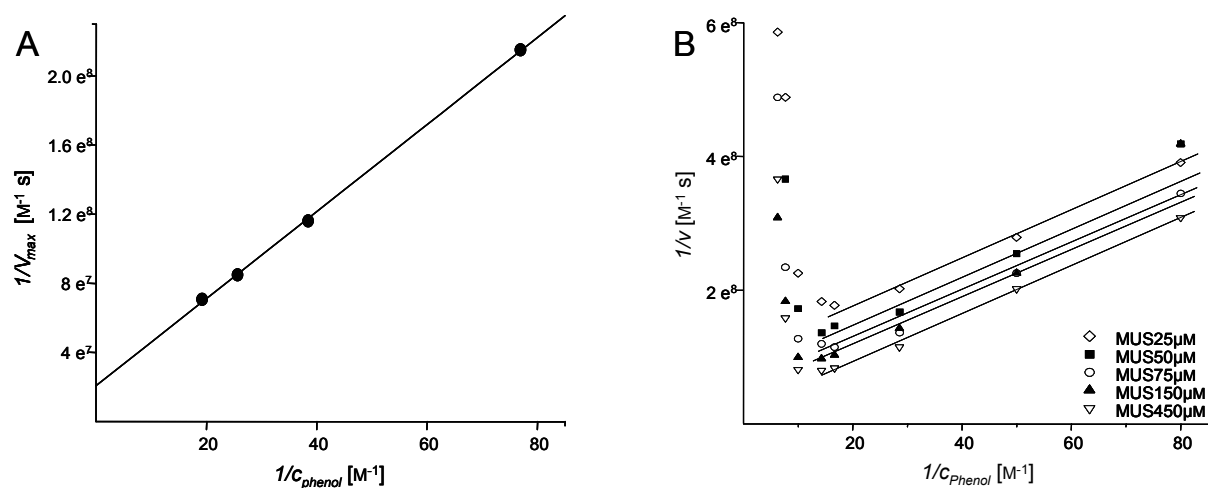 A
1/Vmax [M⁻¹ s]
2.0 e⁸
1.6 e⁸
1.2 e⁸
8 e⁷
4 e⁷
20 40 60 80
1/cphenol [M⁻¹]
B
1/v [M⁻¹ s]
6 e⁸
4 e⁸
2 e⁸
MUS25µM
MUS50µM
MUS75µM
MUS150µM
MUS450µM
20 40 60 80
1/cPhenol [M⁻¹]